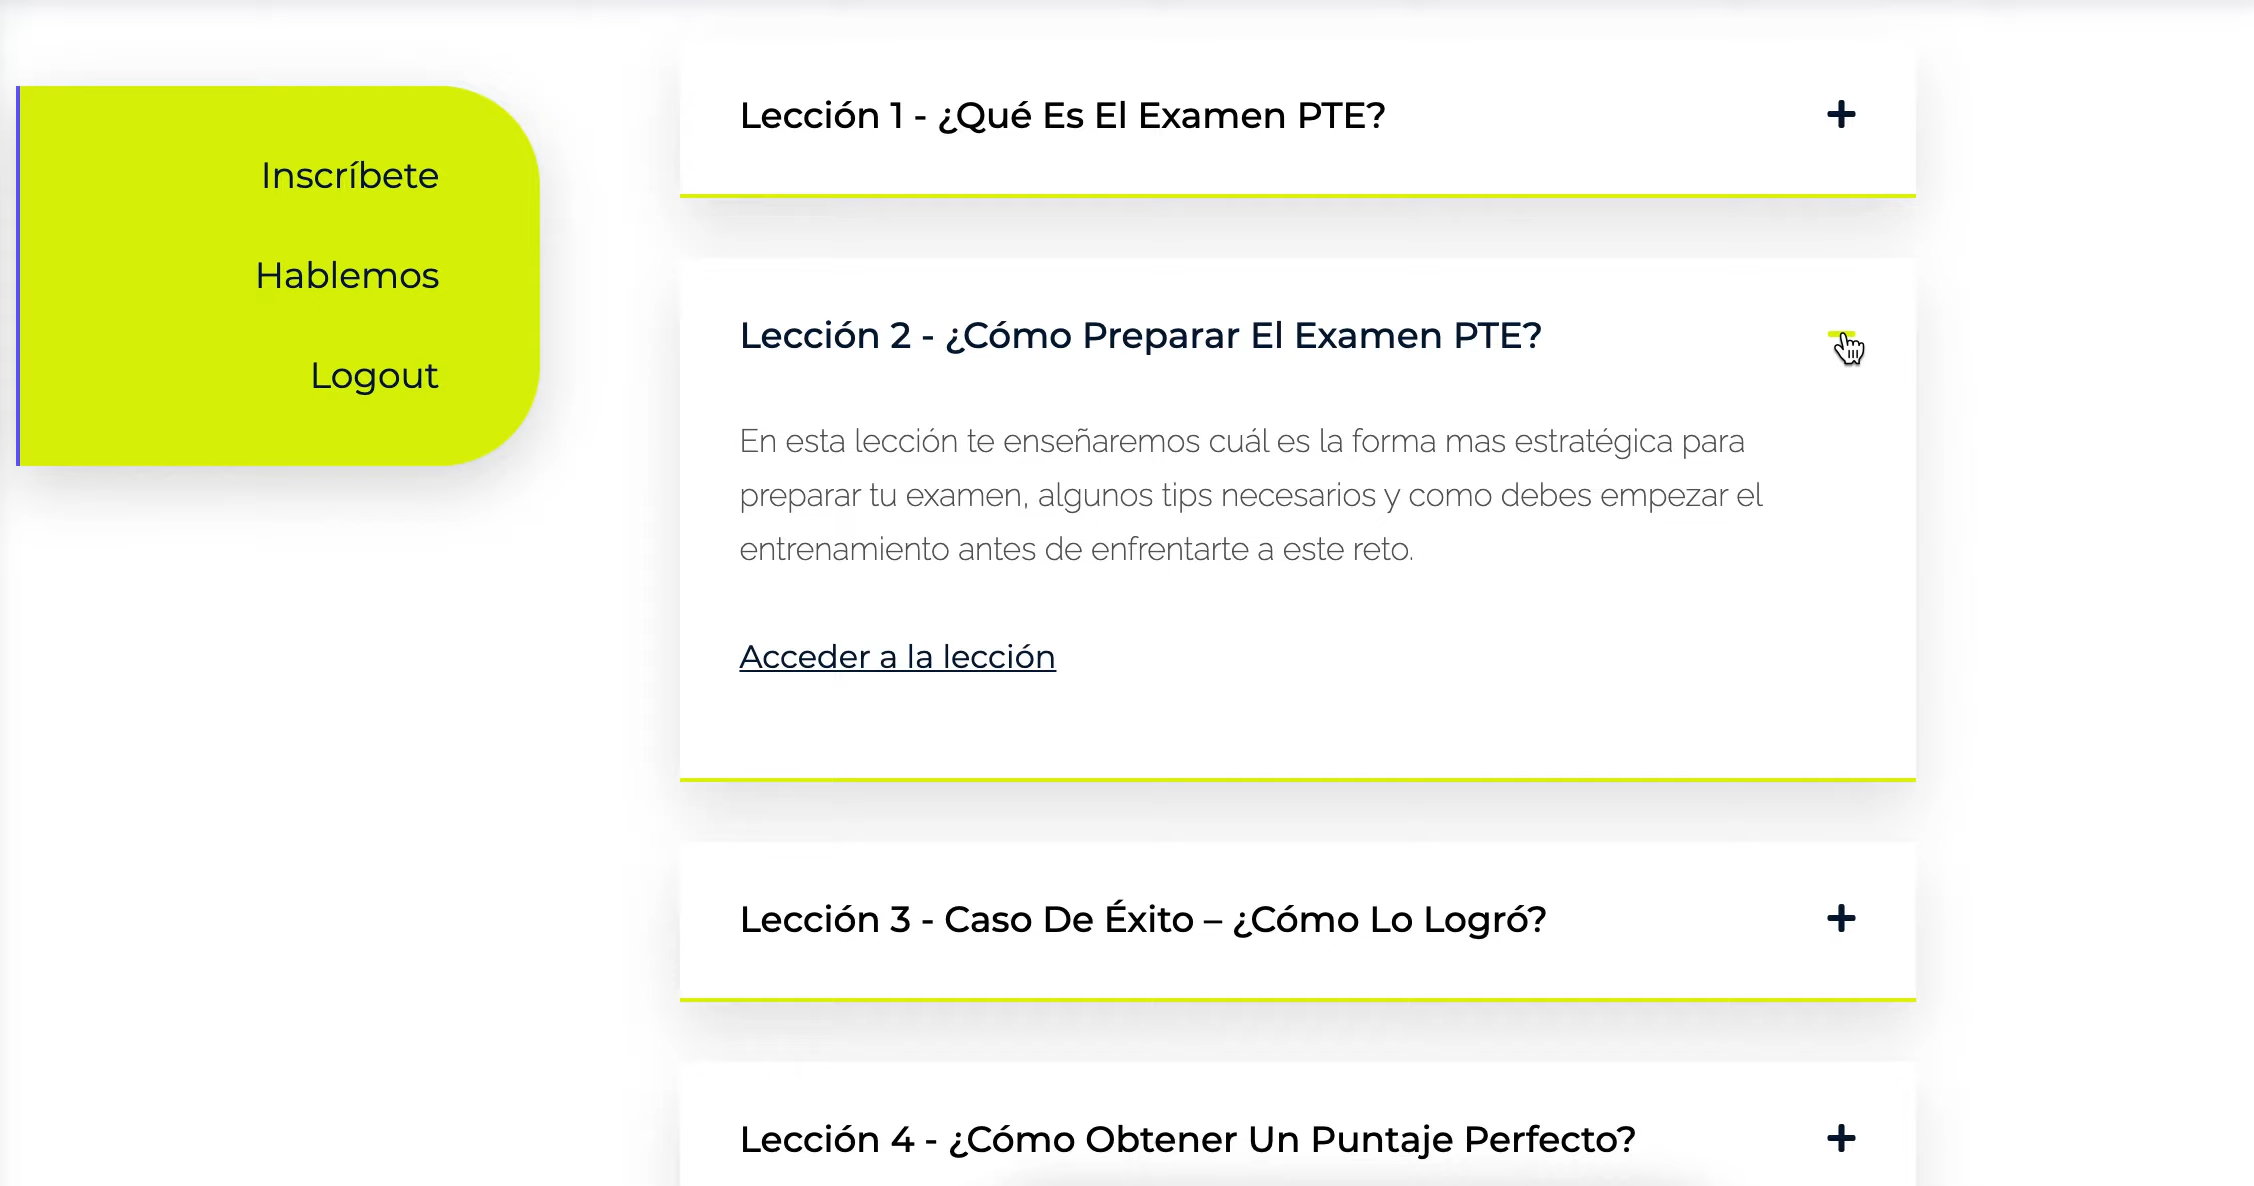 Inscríbete
Hablemos
Logout
Lección 1 - ¿Qué Es El Examen PTE?
Lección 2 - ¿Cómo Preparar El Examen PTE?
En esta lección te enseñaremos cuál es la forma mas estratégica para
preparar tu examen, algunos tips necesarios y como debes empezar el
entrenamiento antes de enfrentarte a este reto.
Acceder a la lección
Lección 3 - Caso De Éxito – ¿Cómo Lo Logró?
Lección 4 - ¿Cómo Obtener Un Puntaje Perfecto?